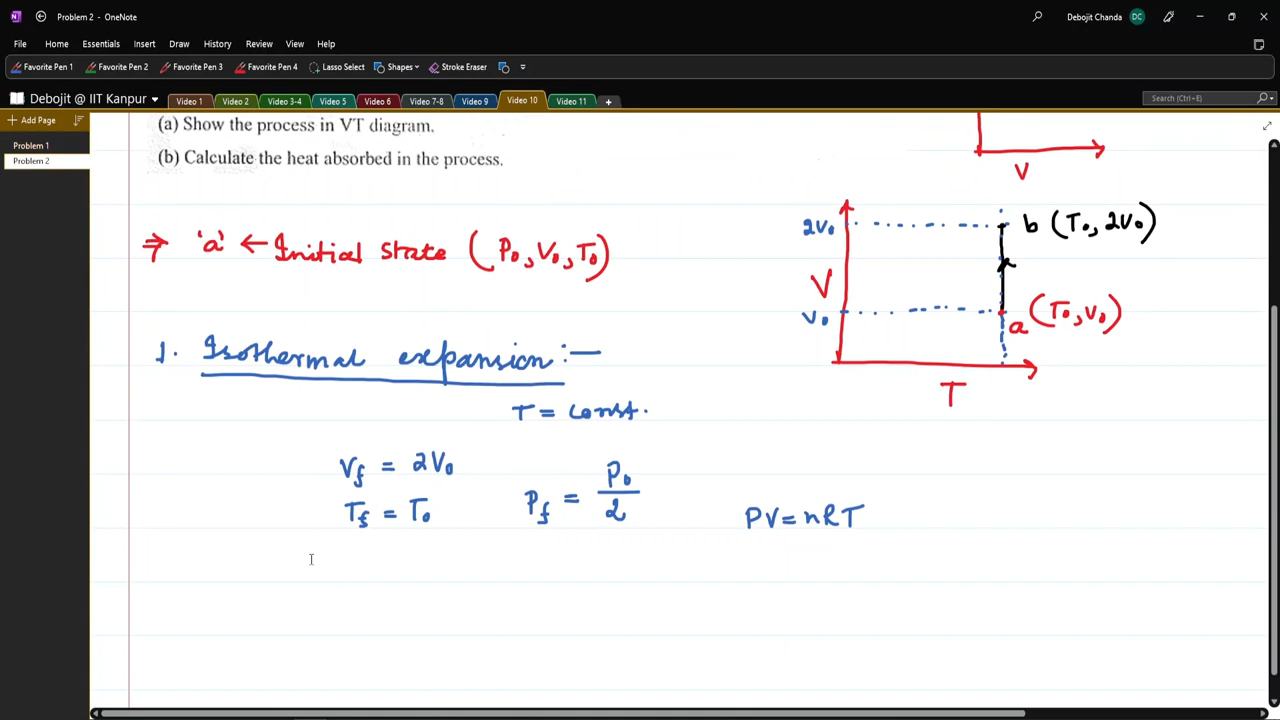 Problem 2 - OneNote
Debojit Chanda DC
File Home Essentials Insert Draw History Review View Help
Favorite Pen 1 Favorite Pen 2 Favorite Pen 3 Favorite Pen 4 Lasso Select Shapes Stroke Eraser
Debojit @ IIT Kanpur Video 1 Video 2 Video 3-4 Video 5 Video 6 Video 7-8 Video 9 Video 10 Video 11 Search (Ctrl+E)
Add Page
Problem 1
Problem 2
(a) Show the process in VT diagram.
(b) Calculate the heat absorbed in the process.
V
⇒ 'a' ← Initial State (P₀, V₀, T₀)
2V₀
b (T₀, 2V₀)
V
V₀
a (T₀, V₀)
T
1. Isothermal expansion:—
T = const.
V_f = 2V₀
T_f = T₀
P_f = P₀/2
PV = nRT